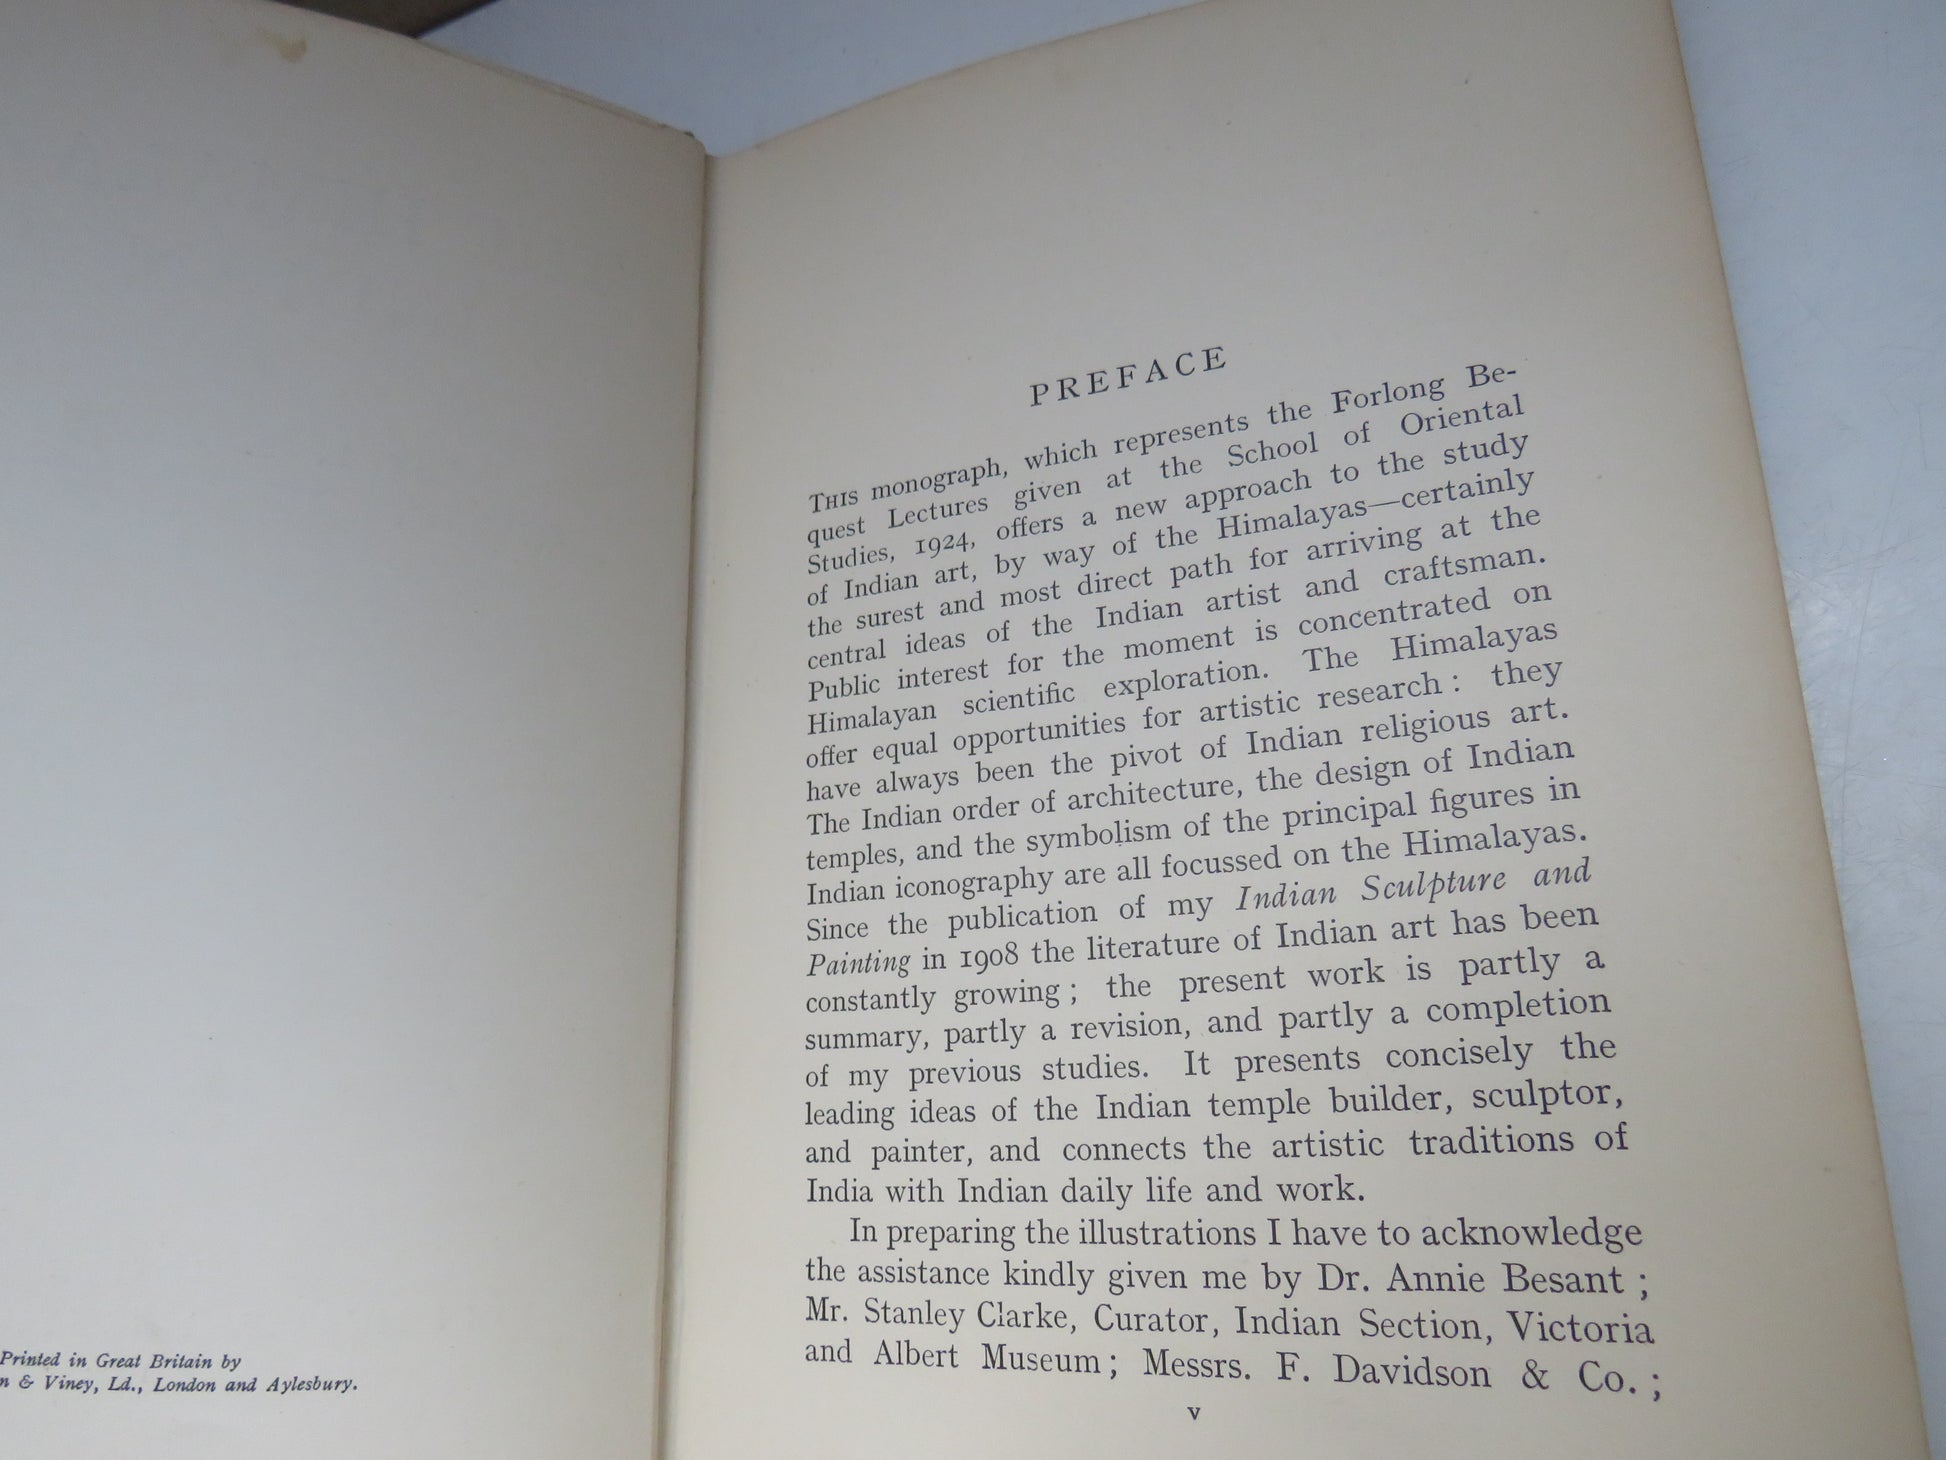 Printed in Great Britain by
& Viney, Ld., London and Aylesbury.
PREFACE
THIS monograph, which represents the Forlong Be-
quest Lectures given at the School of Oriental
Studies, 1924, offers a new approach to the study
of Indian art, by way of the Himalayas—certainly
the surest and most direct path for arriving at the
central ideas of the Indian artist and craftsman.
Public interest for the moment is concentrated on
Himalayan scientific exploration. The Himalayas
offer equal opportunities for artistic research : they
have always been the pivot of Indian religious art.
The Indian order of architecture, the design of Indian
temples, and the symbolism of the principal figures in
Indian iconography are all focussed on the Himalayas.
Since the publication of my Indian Sculpture and
Painting in 1908 the literature of Indian art has been
constantly growing ; the present work is partly a
summary, partly a revision, and partly a completion
of my previous studies. It presents concisely the
leading ideas of the Indian temple builder, sculptor,
and painter, and connects the artistic traditions of
India with Indian daily life and work.
In preparing the illustrations I have to acknowledge
the assistance kindly given me by Dr. Annie Besant ;
Mr. Stanley Clarke, Curator, Indian Section, Victoria
and Albert Museum ; Messrs. F. Davidson & Co. ;
v